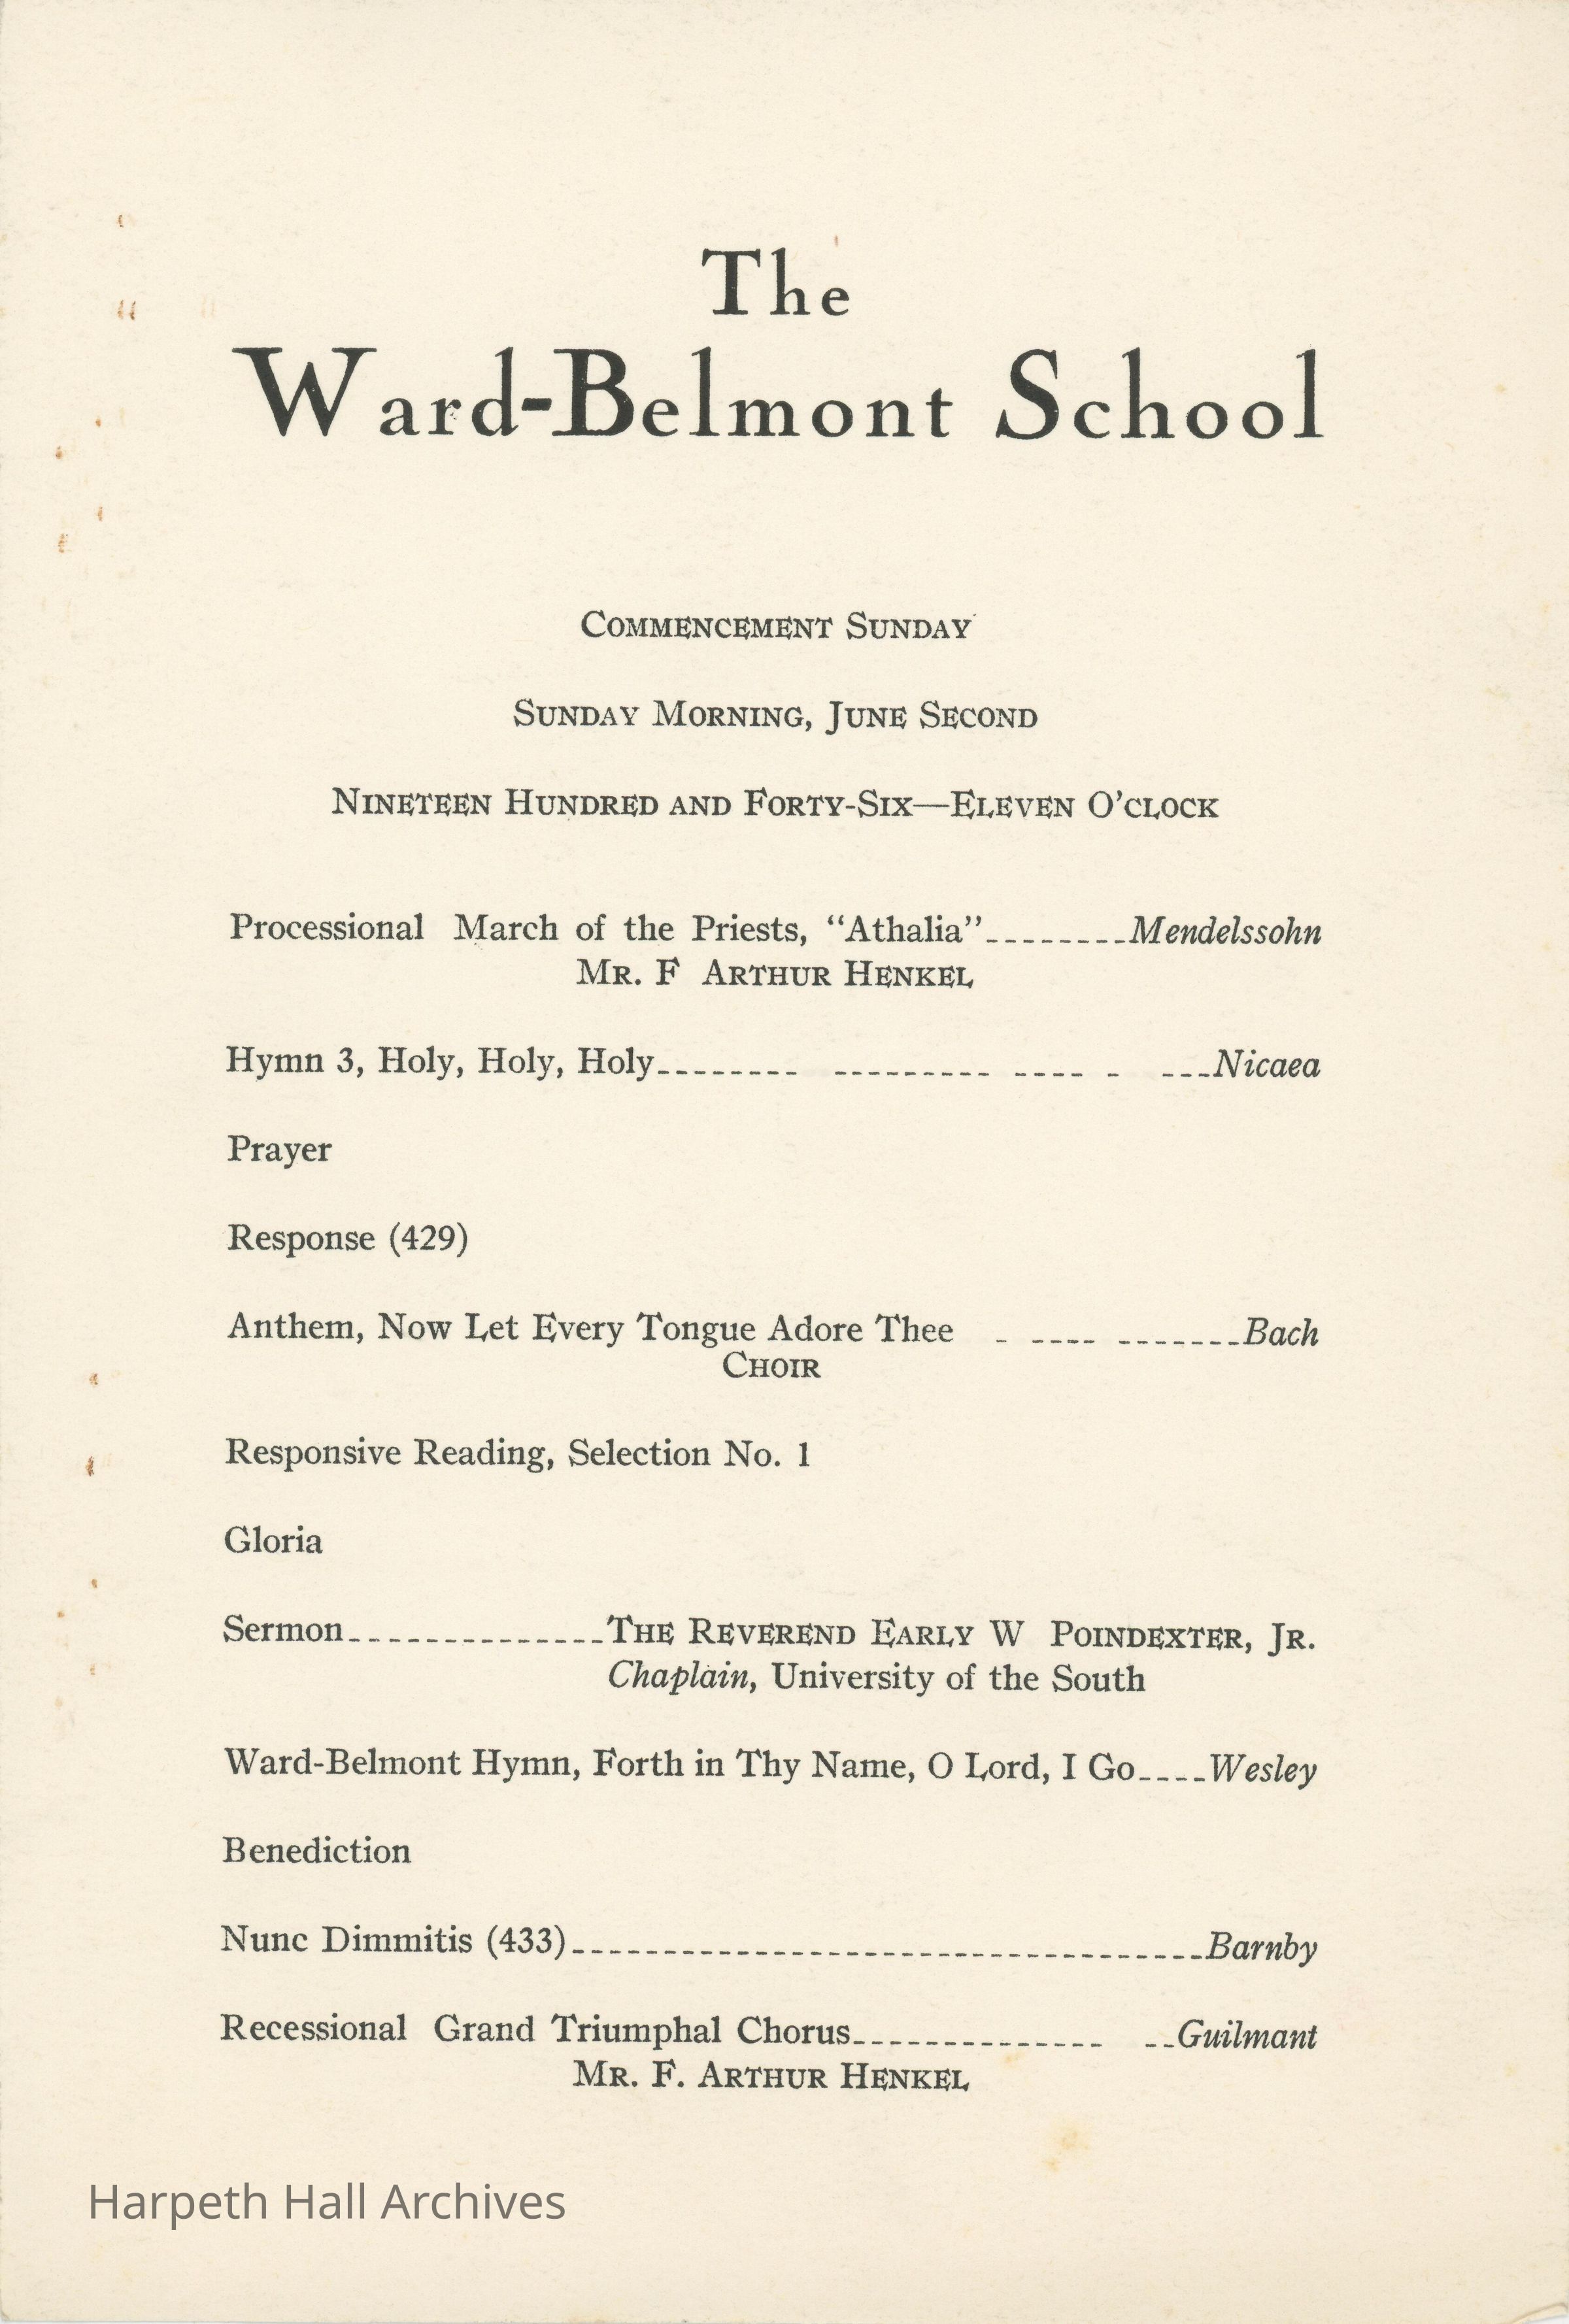 The
Ward-Belmont School
Commencement Sunday
Sunday Morning, June Second
Nineteen Hundred and Forty-Six—Eleven O'clock
Processional March of the Priests, "Athalia"--------Mendelssohn
Mr. F Arthur Henkel
Hymn 3, Holy, Holy, Holy-------- --------- ---- - ---Nicaea
Prayer
Response (429)
Anthem, Now Let Every Tongue Adore Thee - ---- -------Bach
Choir
Responsive Reading, Selection No. 1
Gloria
Sermon--------------The Reverend Early W Poindexter, Jr.
Chaplain, University of the South
Ward-Belmont Hymn, Forth in Thy Name, O Lord, I Go----Wesley
Benediction
Nunc Dimmitis (433)-----------------------------------Barnby
Recessional Grand Triumphal Chorus-------------- --Guilmant
Mr. F. Arthur Henkel
Harpeth Hall Archives